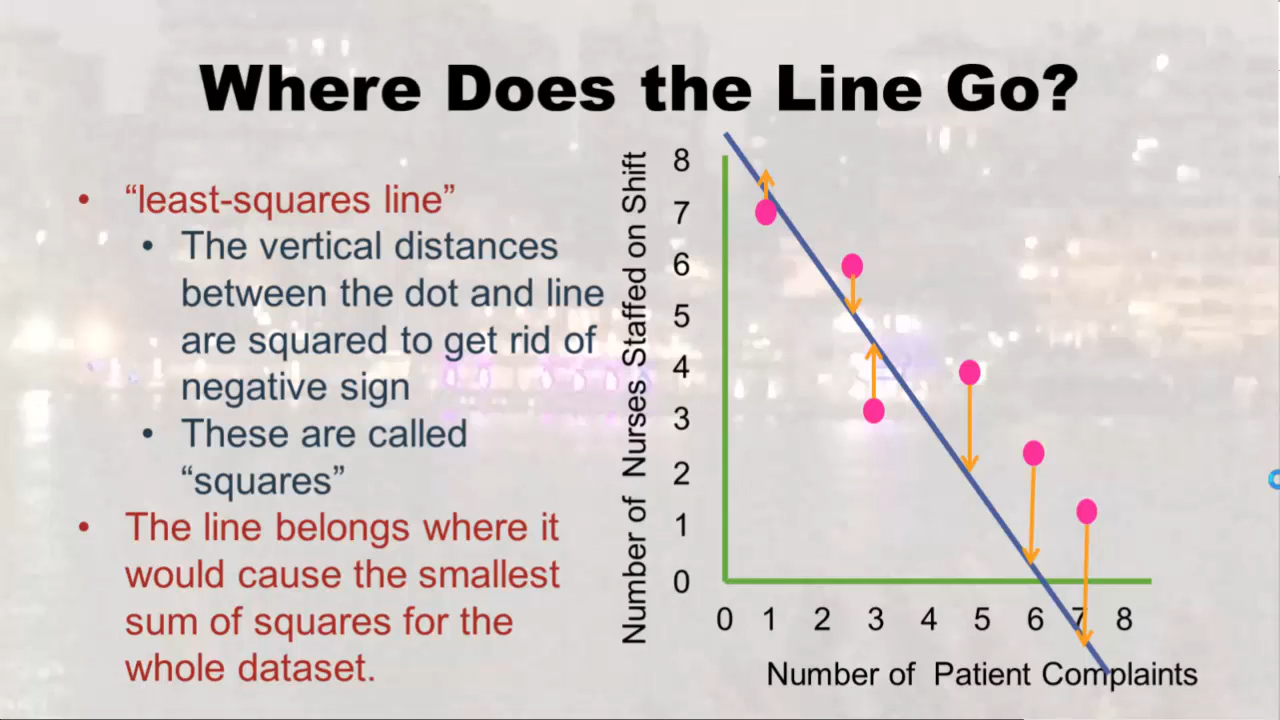 Where Does the Line Go?
• “least-squares line”
• The vertical distances
between the dot and line
are squared to get rid of
negative sign
• These are called
“squares”
• The line belongs where it
would cause the smallest
sum of squares for the
whole dataset.
Number of Nurses Staffed on Shift
8
7
6
5
4
3
2
1
0
0 1 2 3 4 5 6 7 8
Number of Patient Complaints